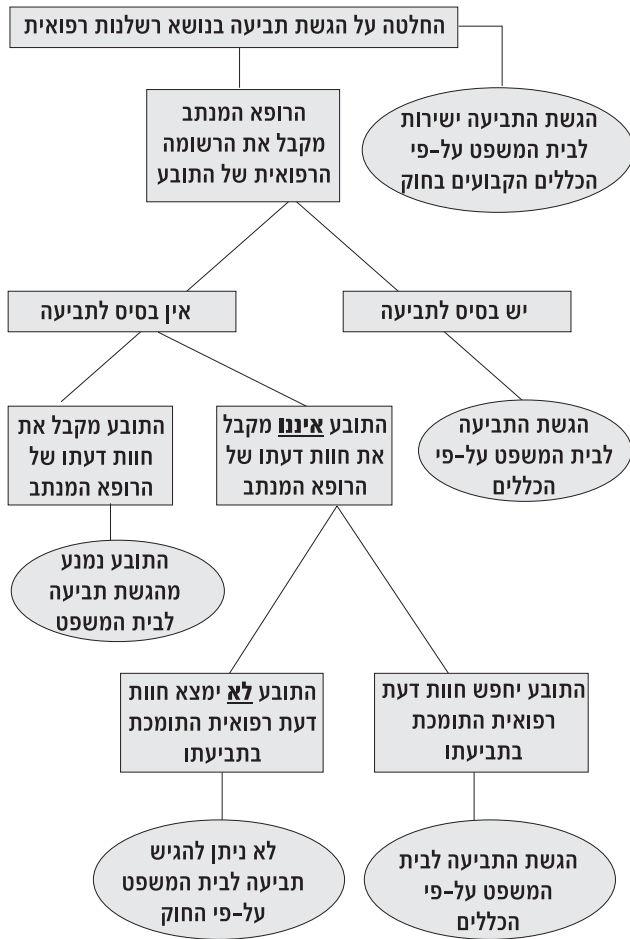 החלטה על הגשת תביעה בנושא רשלנות רפואית
הרופא המנתב
מקבל את הרשומה
הרפואית של התובע
הגשת התביעה ישירות
לבית המשפט על-פי
הכללים הקבועים בחוק
יש בסיס לתביעה
אין בסיס לתביעה
הגשת התביעה
לבית המשפט על-פי
הכללים
התובע איננו מקבל
את חוות דעתו של
הרופא המנתב
התובע מקבל את
חוות דעתו של
הרופא המנתב
התובע נמנע
מהגשת תביעה
לבית המשפט
התובע יחפש חוות דעת
רפואית התומכת
בתביעתו
התובע לא ימצא חוות
דעת רפואית התומכת
בתביעתו
הגשת התביעה לבית
המשפט על-פי
הכללים
לא ניתן להגיש
תביעה לבית המשפט
על-פי החוק